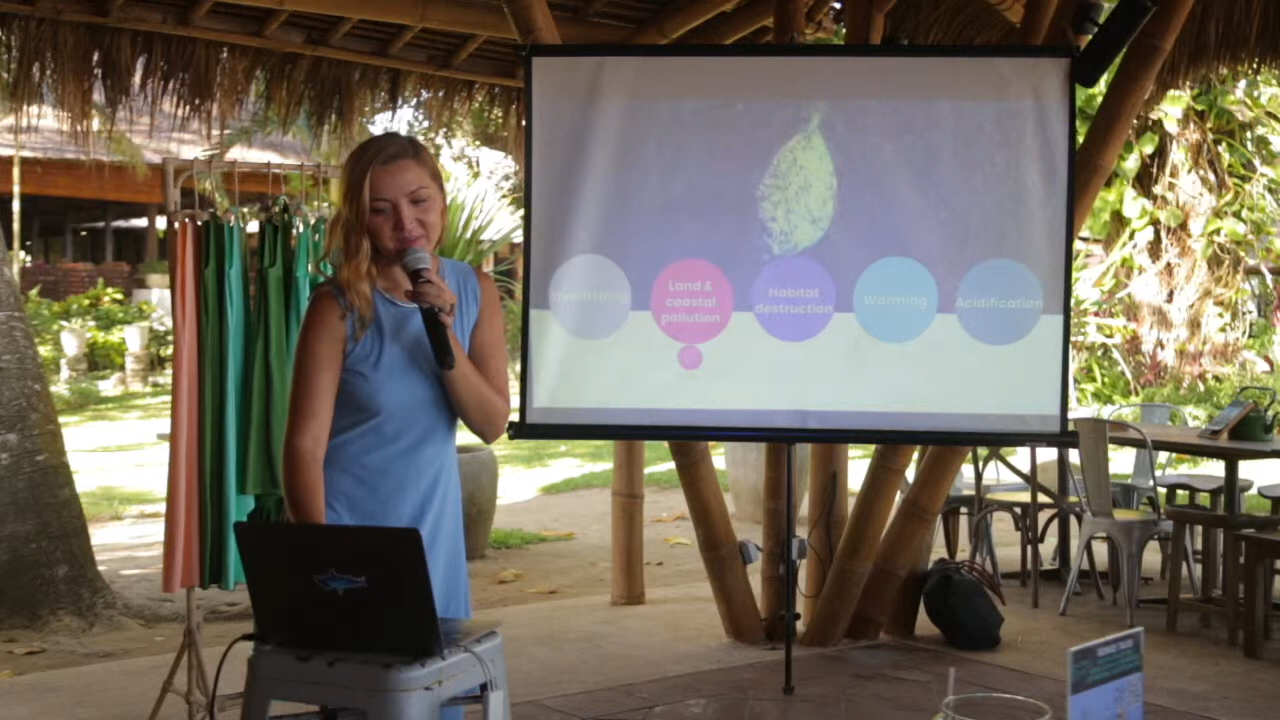 Overfishing
Land &
coastal
pollution
Habitat
destruction
Warming
Acidification